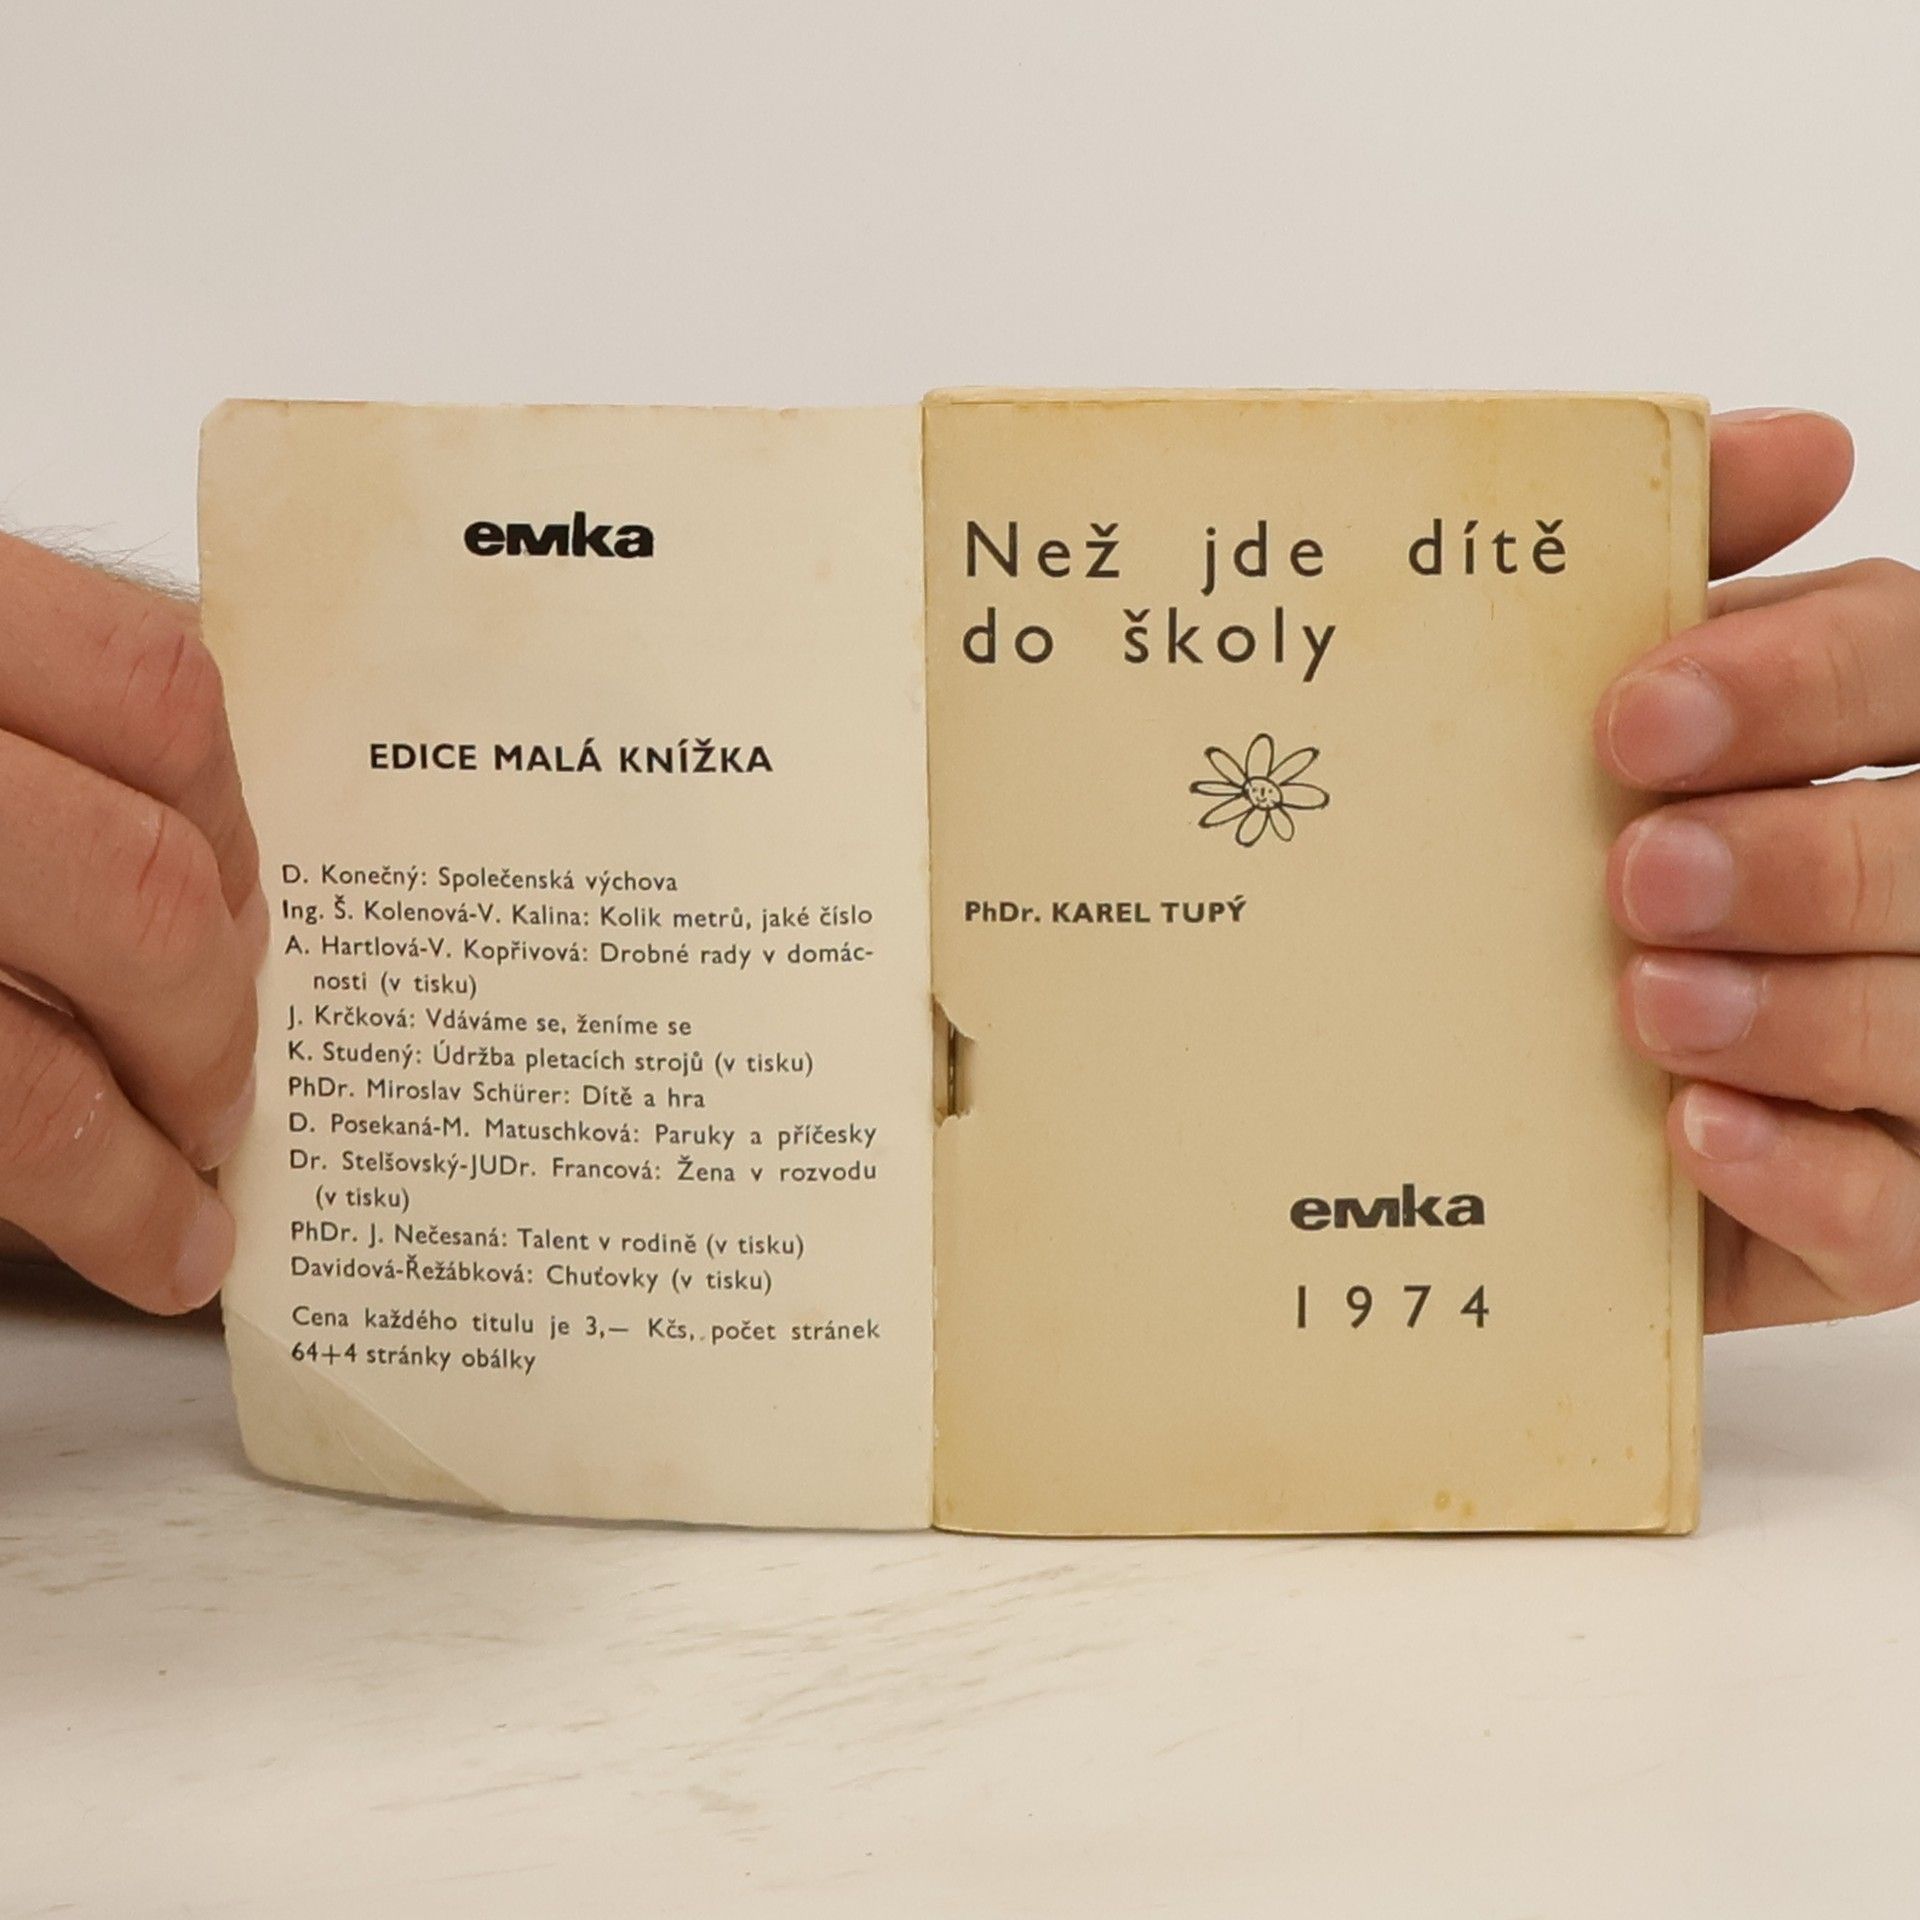 emka
EDICE MALÁ KNÍŽKA
D. Konečný: Společenská výchova
Ing. Š. Kolenová-V. Kalina: Kolik metrů, jaké číslo
A. Hartlová-V. Kopřivová: Drobné rady v domác-
nosti (v tisku)
J. Krčková: Vdáváme se, ženíme se
K. Studený: Údržba pletacích strojů (v tisku)
PhDr. Miroslav Schürer: Dítě a hra
D. Posekaná-M. Matuschková: Paruky a příčesky
Dr. Stelšovský-JUDr. Francová: Žena v rozvodu
(v tisku)
PhDr. J. Nečesaná: Talent v rodině (v tisku)
Davidová-Řežábková: Chuťovky (v tisku)
Cena každého titulu je 3,— Kčs, počet stránek
64+4 stránky obálky
Než jde dítě
do školy
PhDr. KAREL TUPÝ
emka
1974